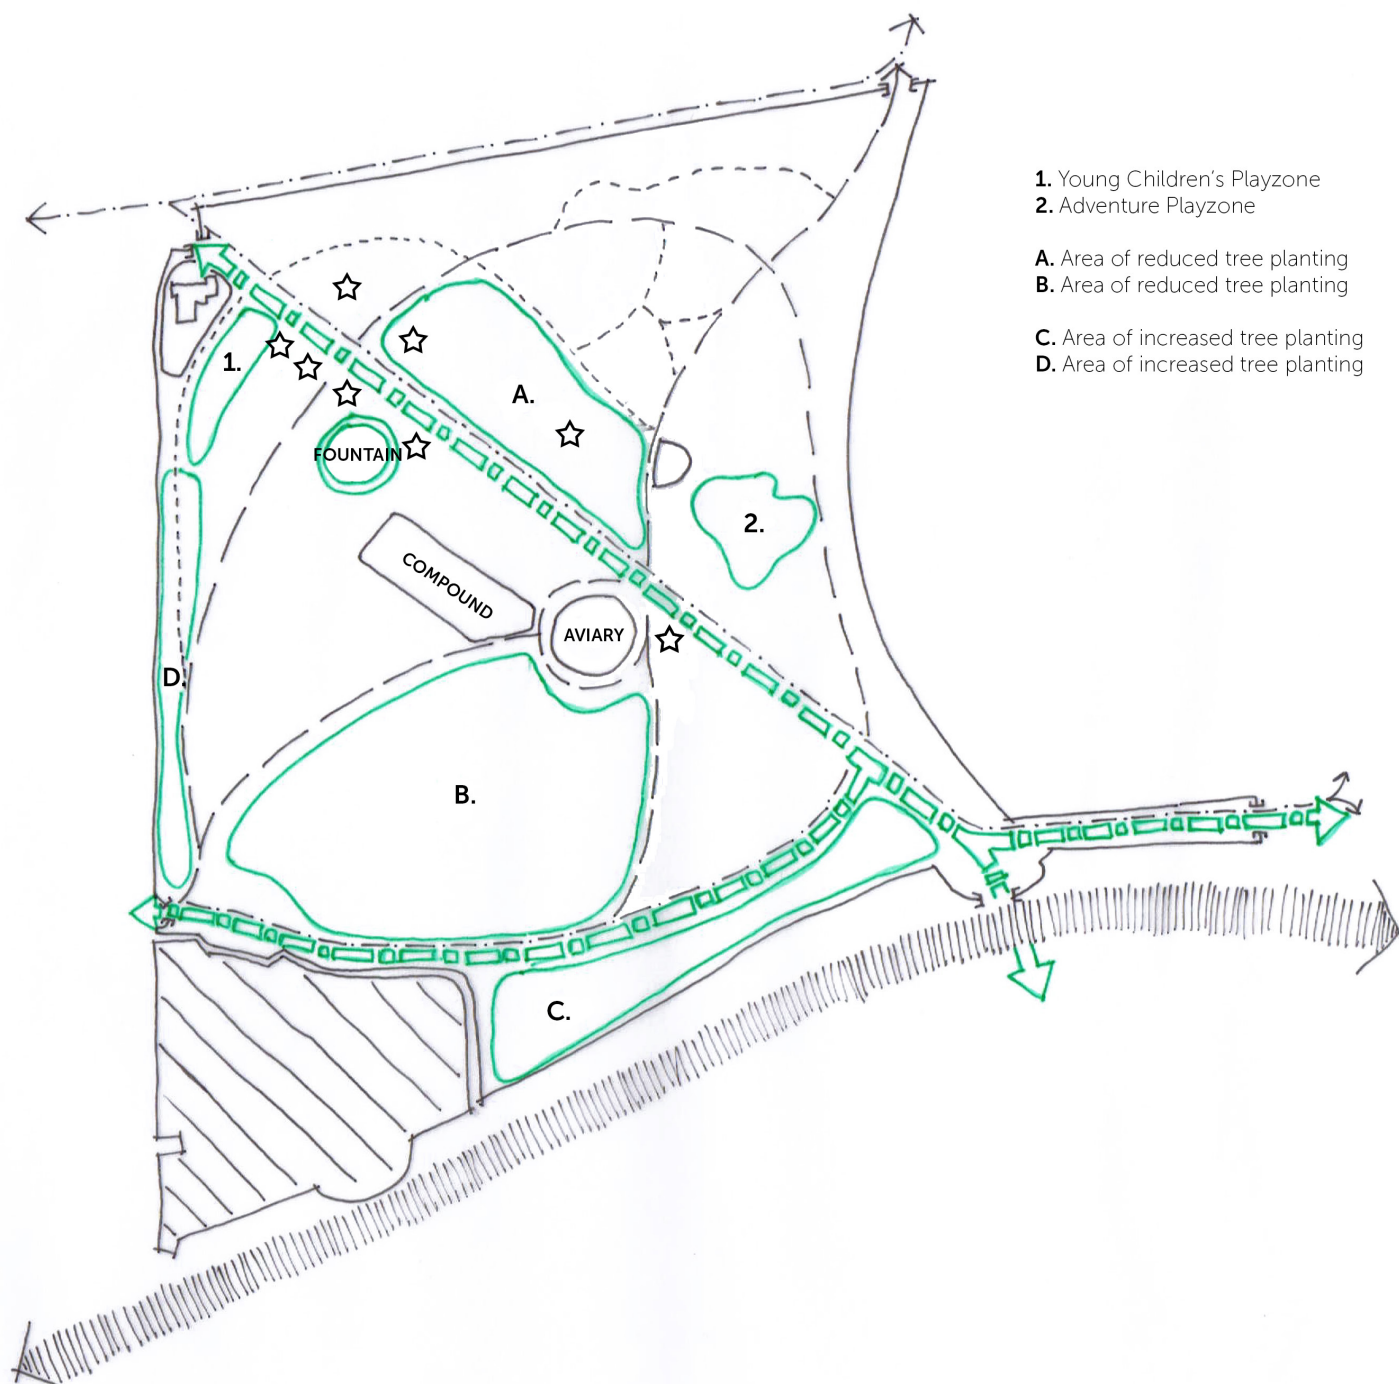 1. Young Children's Playzone
2. Adventure Playzone
A. Area of reduced tree planting
B. Area of reduced tree planting
C. Area of increased tree planting
D. Area of increased tree planting
1.
A.
FOUNTAIN
2.
COMPOUND
AVIARY
D.
B.
C.